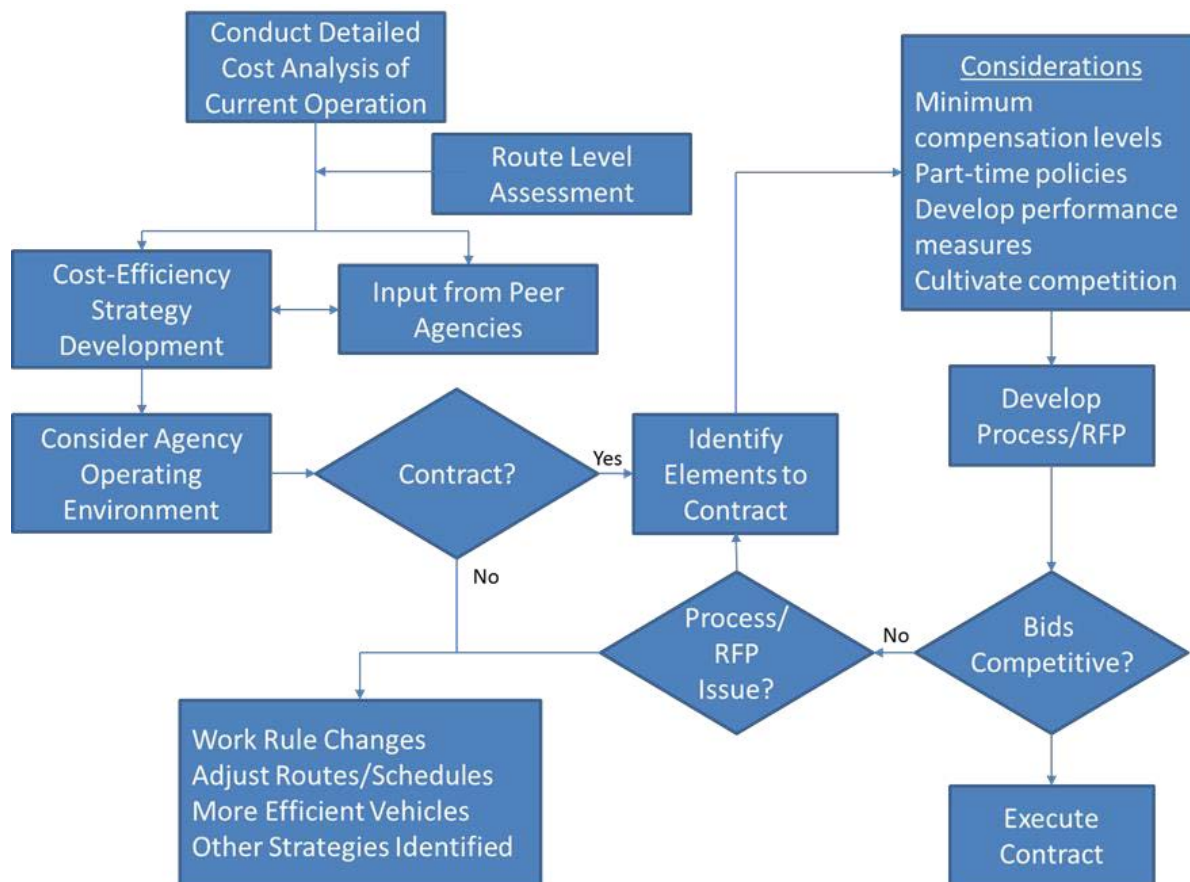 Conduct Detailed
Cost Analysis of
Current Operation
Route Level
Assessment
Cost-Efficiency
Strategy
Development
Input from Peer
Agencies
Consider Agency
Operating
Environment
Contract?
Yes
No
Identify
Elements to
Contract
Considerations
Minimum
compensation levels
Part-time policies
Develop performance
measures
Cultivate competition
Develop
Process/RFP
Bids
Competitive?
No
Process/
RFP
Issue?
Work Rule Changes
Adjust Routes/Schedules
More Efficient Vehicles
Other Strategies Identified
Execute
Contract